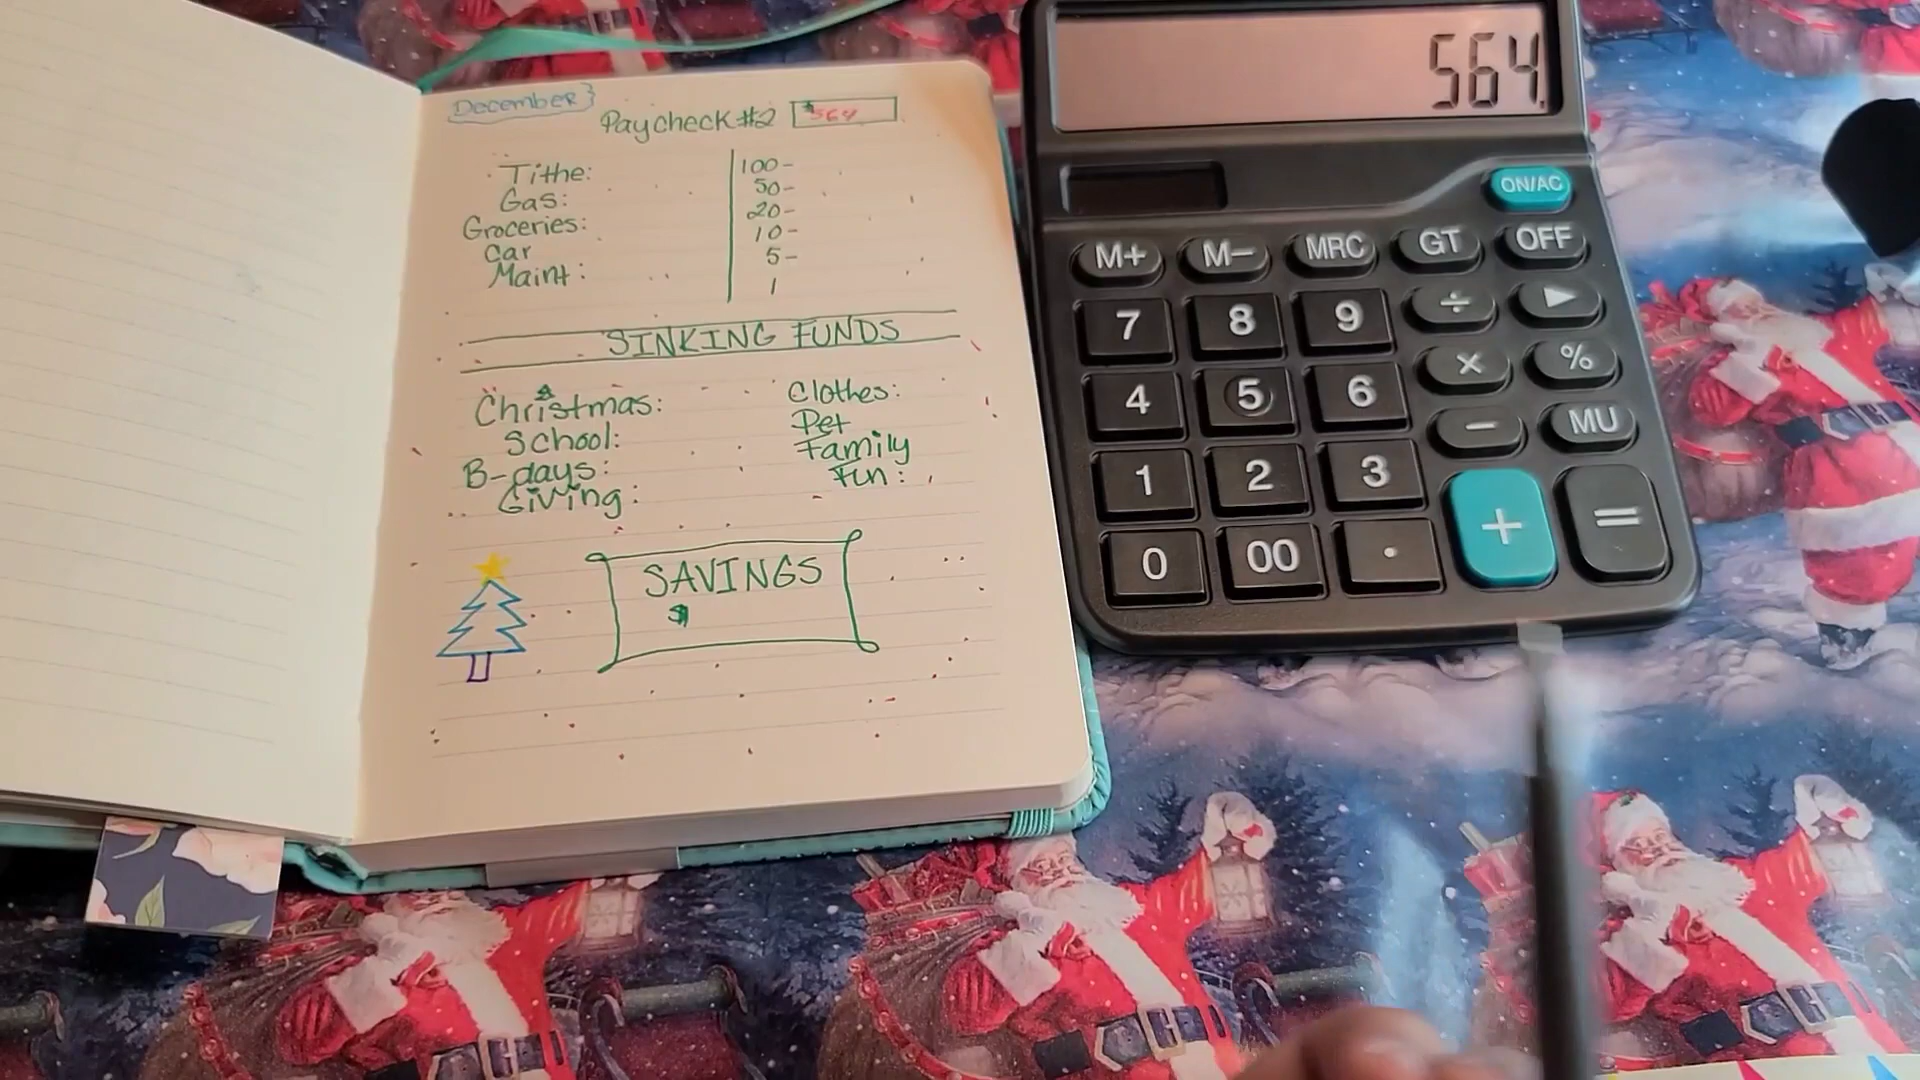 December
Paycheck #2 $564
Tithe:
Gas:
Groceries:
Car
Maint:
100-
50-
20-
10-
5-
1
SINKING FUNDS
Christmas:
School:
B-days:
Giving:
Clothes:
Pet
Family
Fun:
SAVINGS
$
564.
ON/AC
M+ M− MRC GT OFF
7 8 9 ÷ ▶
4 5 6 × %
1 2 3 − MU
0 00 . + =